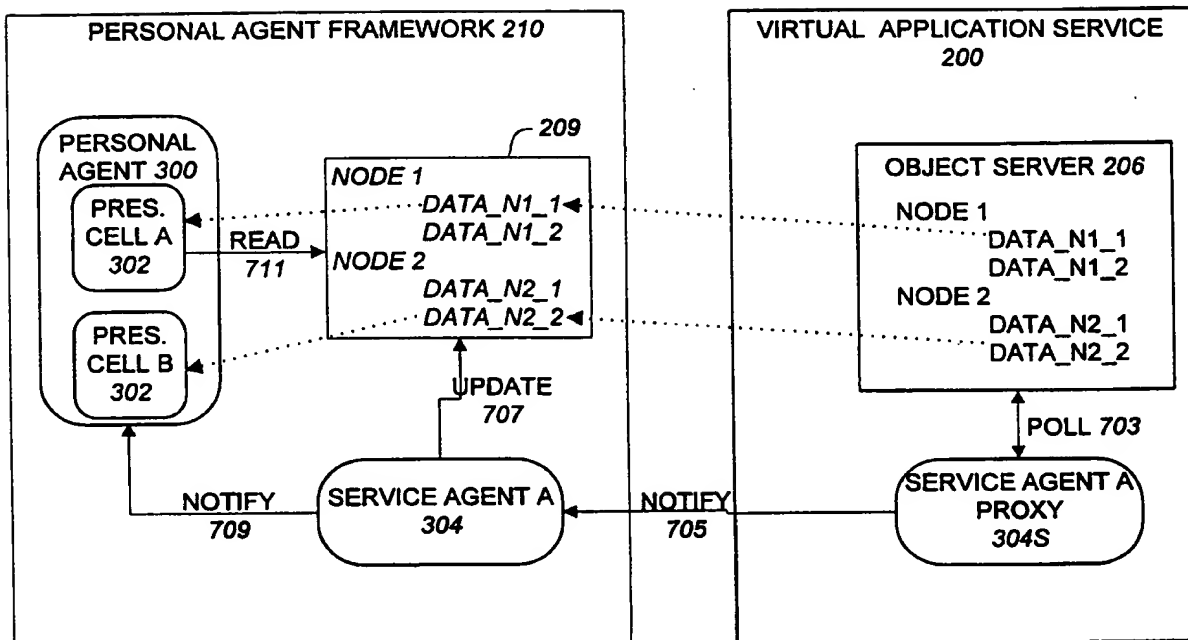 PERSONAL AGENT FRAMEWORK 210
PERSONAL
AGENT 300
PRES.
CELL A
302
READ
711
PRES.
CELL B
302
209
NODE 1
DATA_N1_1
DATA_N1_2
NODE 2
DATA_N2_1
DATA_N2_2
UPDATE
707
NOTIFY
709
SERVICE AGENT A
304
NOTIFY
705
VIRTUAL APPLICATION SERVICE
200
OBJECT SERVER 206
NODE 1
DATA_N1_1
DATA_N1_2
NODE 2
DATA_N2_1
DATA_N2_2
POLL 703
SERVICE AGENT A
PROXY
304S